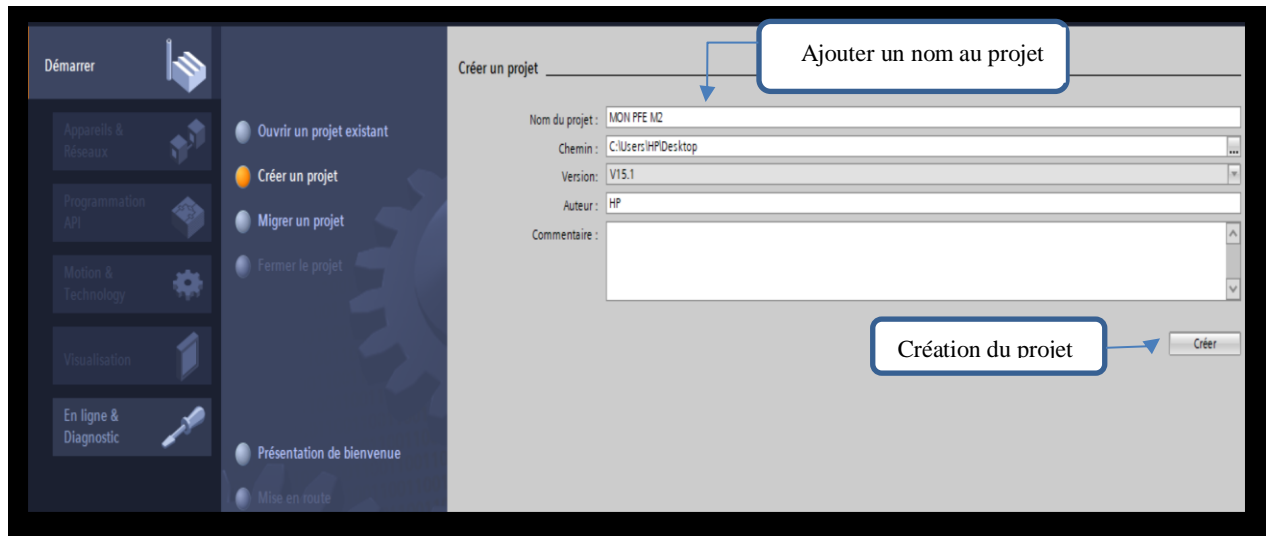 Démarrer
Appareils &
Réseaux
Programmation
API
Motion &
Technology
Visualisation
En ligne &
Diagnostic
Ouvrir un projet existant
Créer un projet
Migrer un projet
Fermer le projet
Présentation de bienvenue
Mise en route
Créer un projet
Ajouter un nom au projet
Nom du projet : MON PFE M2
Chemin : C:\Users\HP\Desktop
...
Version: V15.1
Auteur : HP
Commentaire :
Création du projet
Créer